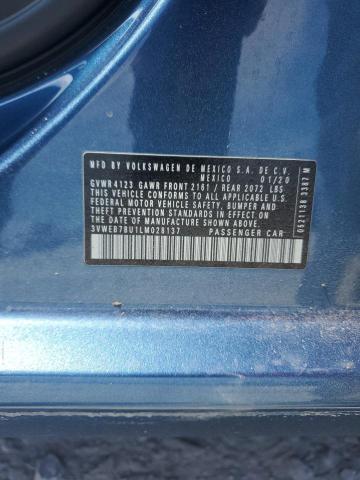 MFD.BY VOLKSWAGEN DE MEXICO S.A. DE C.V.
MEXICO 01/20
GVWR 4123 GAWR FRONT 2161 / REAR 2072 LBS
THIS VEHICLE CONFORMS TO ALL APPLICABLE U.S.
FEDERAL MOTOR VEHICLE SAFETY, BUMPER AND
THEFT PREVENTION STANDARDS IN EFFECT ON
THE DATE OF MANUFACTURE SHOWN ABOVE
3VWEB7BU1LM028137 PASSENGER CAR
0521138 3387 M